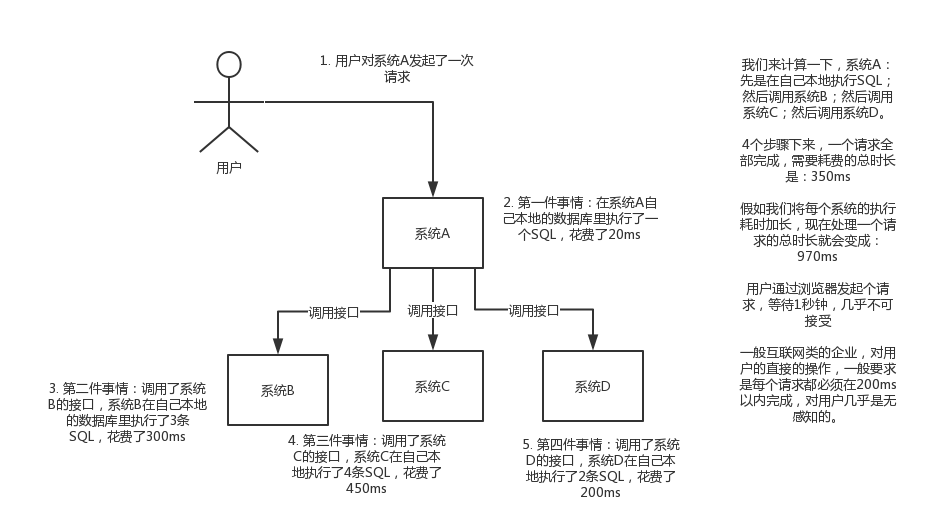 1. 用户对系统A发起了一次
请求
用户
系统A
2. 第一件事情：在系统A自
己本地的数据库里执行了一
个SQL，花费了20ms
调用接口
调用接口
调用接口
系统B
系统C
系统D
3. 第二件事情：调用了系统
B的接口，系统B在自己本地
的数据库里执行了3条
SQL，花费了300ms
4. 第三件事情：调用了系统
C的接口，系统C在自己本
地执行了4条SQL，花费了
450ms
5. 第四件事情：调用了系统
D的接口，系统D在自己本
地执行了2条SQL，花费了
200ms
我们来计算一下，系统A：
先是在自己本地执行SQL；
然后调用系统B；然后调用
系统C；然后调用系统D。
4个步骤下来，一个请求全
部完成，需要耗费的总时长
是：350ms
假如我们将每个系统的执行
耗时加长，现在处理一个请
求的总时长就会变成：
970ms
用户通过浏览器发起个请
求，等待1秒钟，几乎不可
接受
一般互联网类的企业，对用
户的直接的操作，一般要求
是每个请求都必须在200ms
以内完成，对用户几乎是无
感知的。